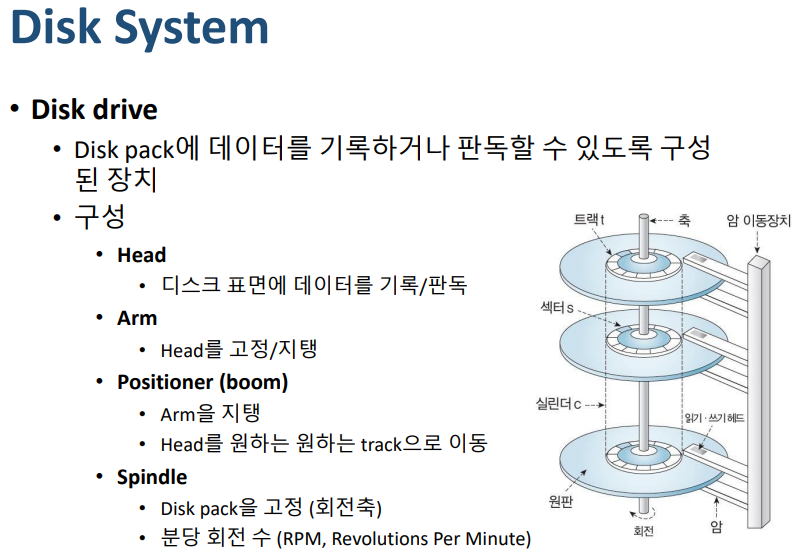 Disk System
• Disk drive
• Disk pack에 데이터를 기록하거나 판독할 수 있도록 구성
된 장치
• 구성
• Head
• 디스크 표면에 데이터를 기록/판독
• Arm
• Head를 고정/지탱
• Positioner (boom)
• Arm을 지탱
• Head를 원하는 원하는 track으로 이동
• Spindle
• Disk pack을 고정 (회전축)
• 분당 회전 수 (RPM, Revolutions Per Minute)
트랙 t
축
암 이동장치
섹터 s
실린더 c
읽기·쓰기 헤드
원판
회전
암